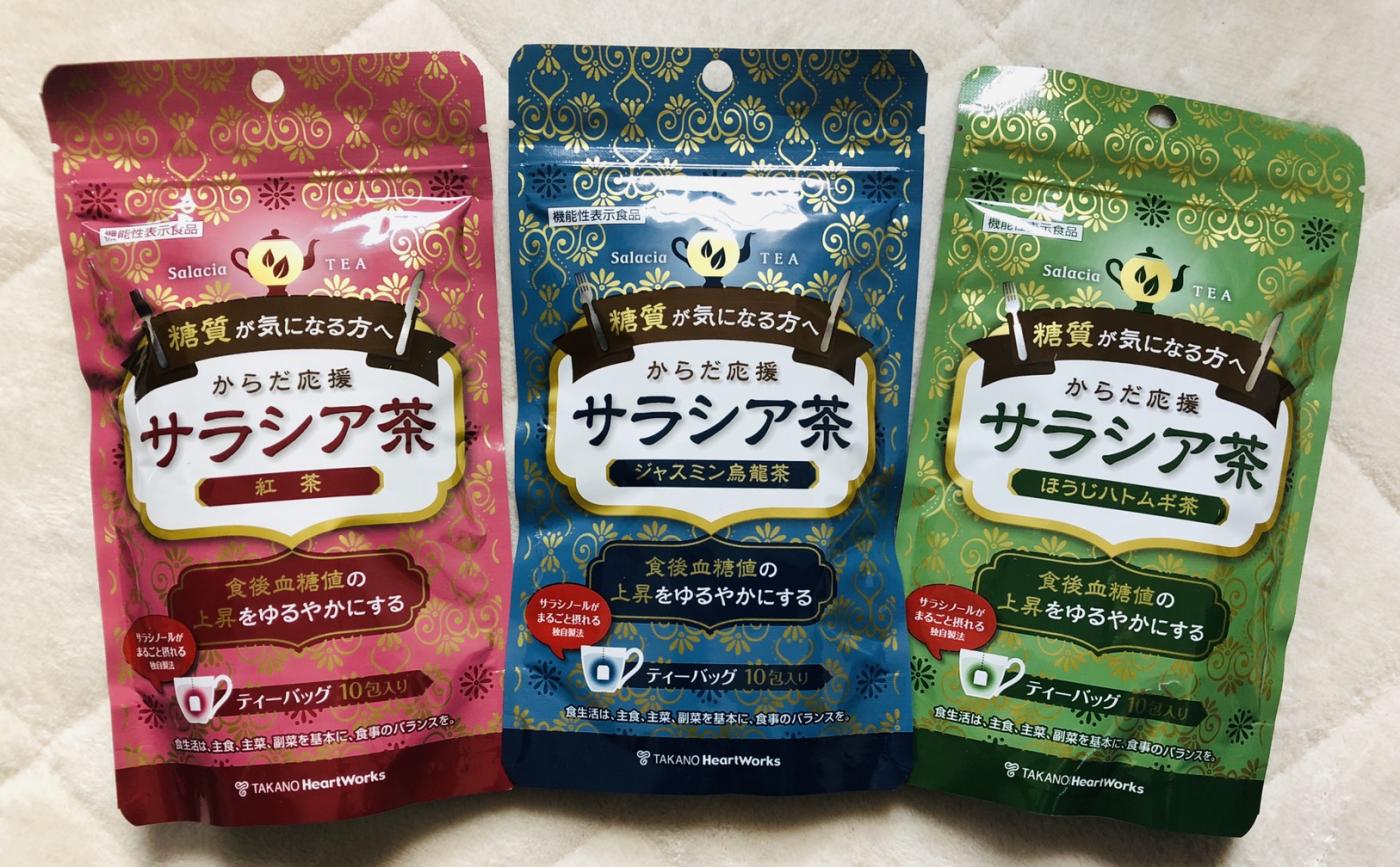 機能性表示食品
Salacia TEA
糖質が気になる方へ
からだ応援
サラシア茶
紅茶
食後血糖値の
上昇をゆるやかにする
サラシノールが
まるごと摂れる
独自製法
ティーバッグ 10包入り
食生活は、主食、主菜、副菜を基本に、食事のバランスを。
TAKANO HeartWorks
機能性表示食品
Salacia TEA
糖質が気になる方へ
からだ応援
サラシア茶
ジャスミン烏龍茶
食後血糖値の
上昇をゆるやかにする
サラシノールが
まるごと摂れる
独自製法
ティーバッグ 10包入り
食生活は、主食、主菜、副菜を基本に、食事のバランスを。
TAKANO HeartWorks
機能性表示食品
Salacia TEA
糖質が気になる方へ
からだ応援
サラシア茶
ほうじハトムギ茶
食後血糖値の
上昇をゆるやかにする
サラシノールが
まるごと摂れる
独自製法
ティーバッグ 10包入り
食生活は、主食、主菜、副菜を基本に、食事のバランスを。
TAKANO HeartWorks